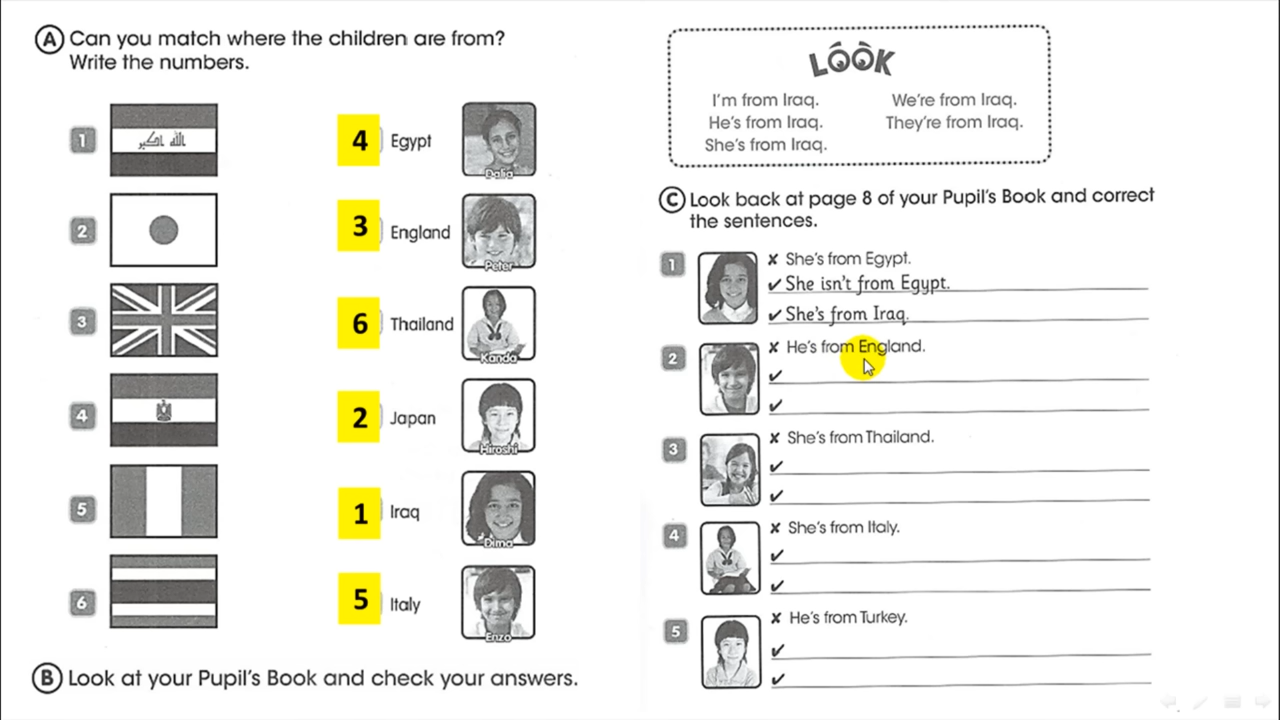 A Can you match where the children are from?
Write the numbers.
1 الله اكبر
4 Egypt
Dalia
2
3 England
Peter
3
6 Thailand
Kanda
4
2 Japan
Hiroshi
5
1 Iraq
Dima
6
5 Italy
Enzo
B Look at your Pupil's Book and check your answers.
LOOK
I'm from Iraq. We're from Iraq.
He's from Iraq. They're from Iraq.
She's from Iraq.
C Look back at page 8 of your Pupil's Book and correct
the sentences.
1 ✘ She's from Egypt.
✔ She isn't from Egypt.
✔ She's from Iraq.
2 ✘ He's from England.
✔
✔
3 ✘ She's from Thailand.
✔
✔
4 ✘ She's from Italy.
✔
✔
5 ✘ He's from Turkey.
✔
✔